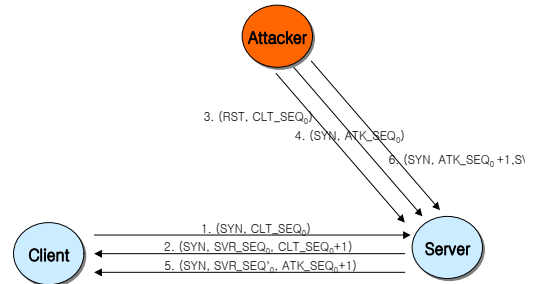 Attacker
3. (RST, CLT_SEQ₀)
4. (SYN, ATK_SEQ₀)
6. (SYN, ATK_SEQ₀ +1,S\
1. (SYN, CLT_SEQ₀)
2. (SYN, SVR_SEQ₀, CLT_SEQ₀+1)
Client
Server
5. (SYN, SVR_SEQ'₀, ATK_SEQ₀+1)